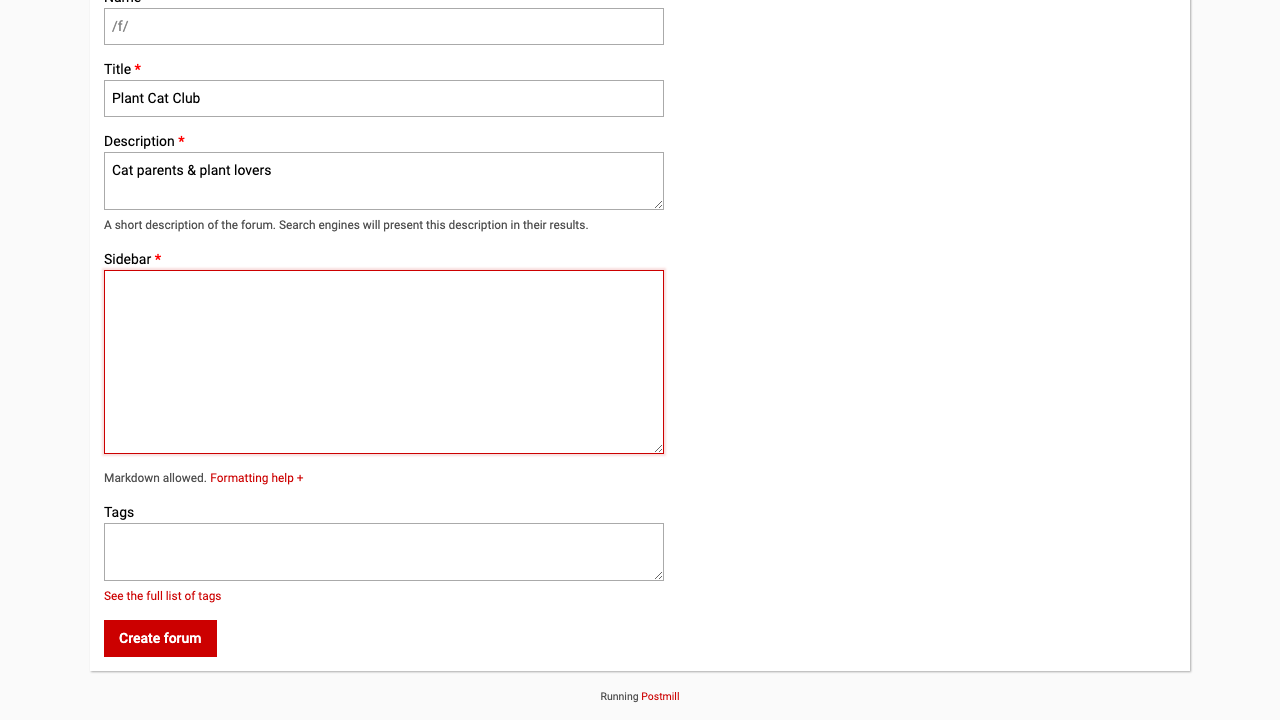 Name
/f/
Title *
Plant Cat Club
Description *
Cat parents & plant lovers
A short description of the forum. Search engines will present this description in their results.
Sidebar *
Markdown allowed. Formatting help +
Tags
See the full list of tags
Create forum
Running Postmill